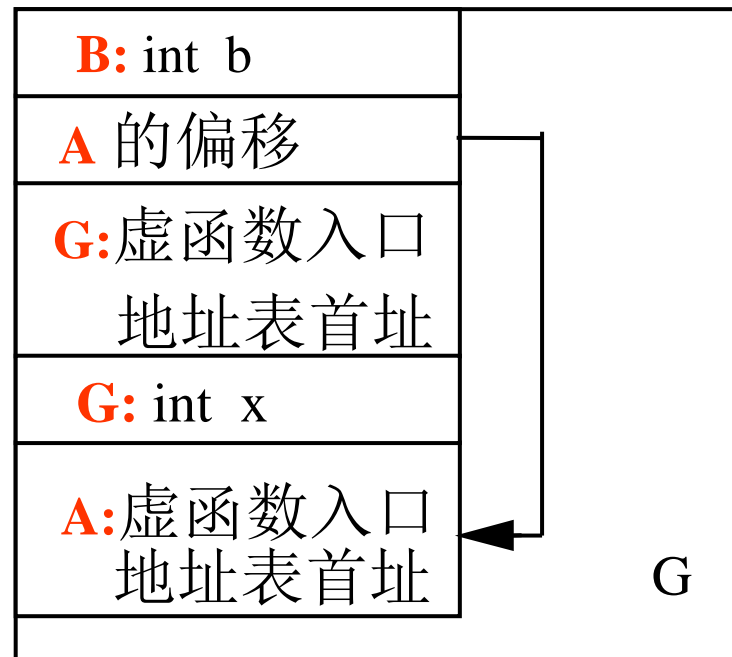 B: int b
A 的偏移
G:虚函数入口
地址表首址
G: int x
A:虚函数入口
地址表首址
G